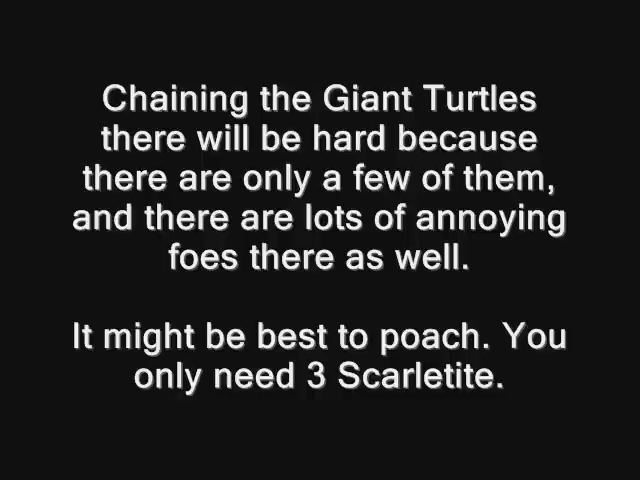 Chaining the Giant Turtles
there will be hard because
there are only a few of them,
and there are lots of annoying
foes there as well.
It might be best to poach. You
only need 3 Scarletite.